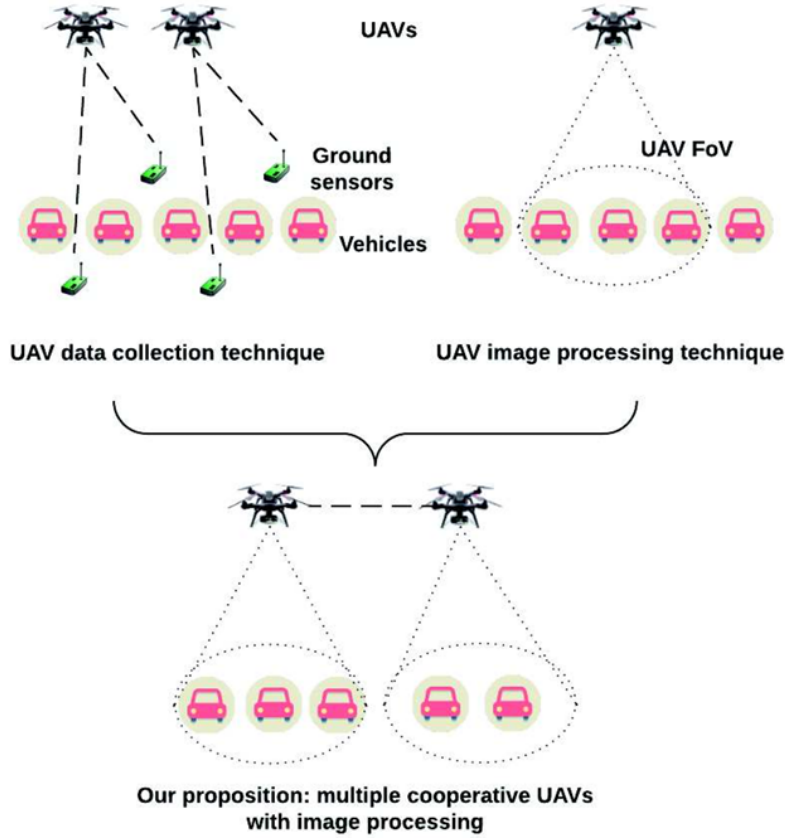 UAVs
UAV FoV
Ground
sensors
Vehicles
UAV data collection technique
UAV image processing technique
Our proposition: multiple cooperative UAVs
with image processing